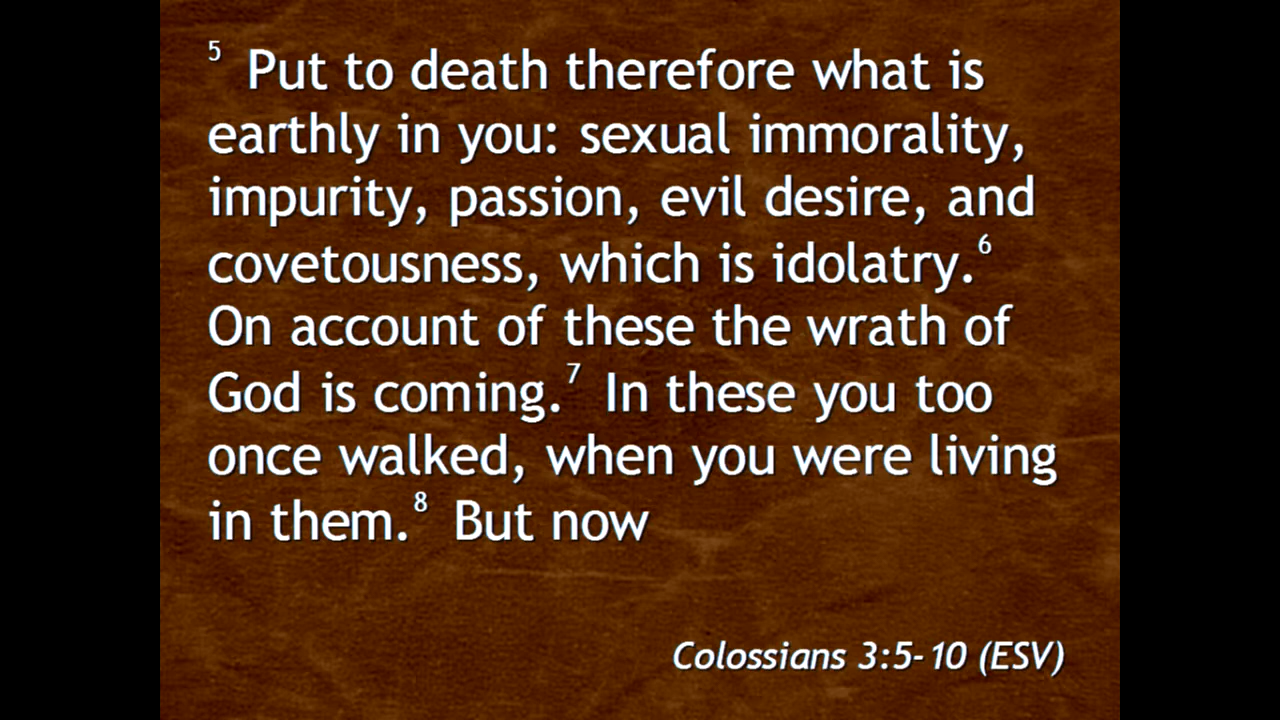 5 Put to death therefore what is
earthly in you: sexual immorality,
impurity, passion, evil desire, and
covetousness, which is idolatry.6
On account of these the wrath of
God is coming.7 In these you too
once walked, when you were living
in them.8 But now
Colossians 3:5-10 (ESV)